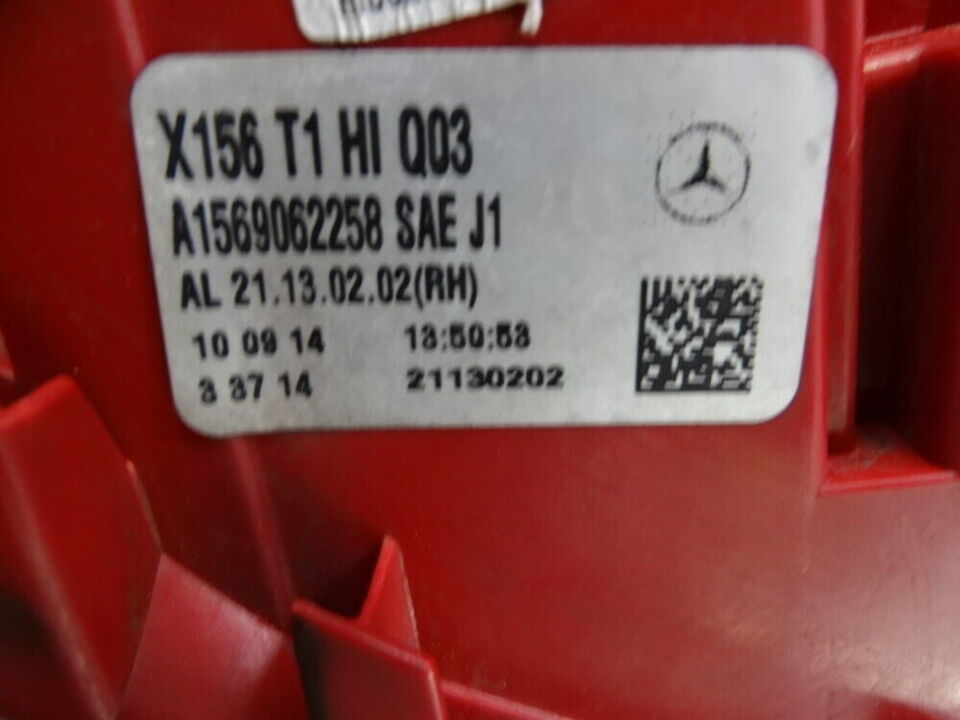 X156 T1 HI Q03
A1569062258 SAE J1
AL 21.13.02.02(RH)
10 09 14 13:50:53
3 37 14 21130202